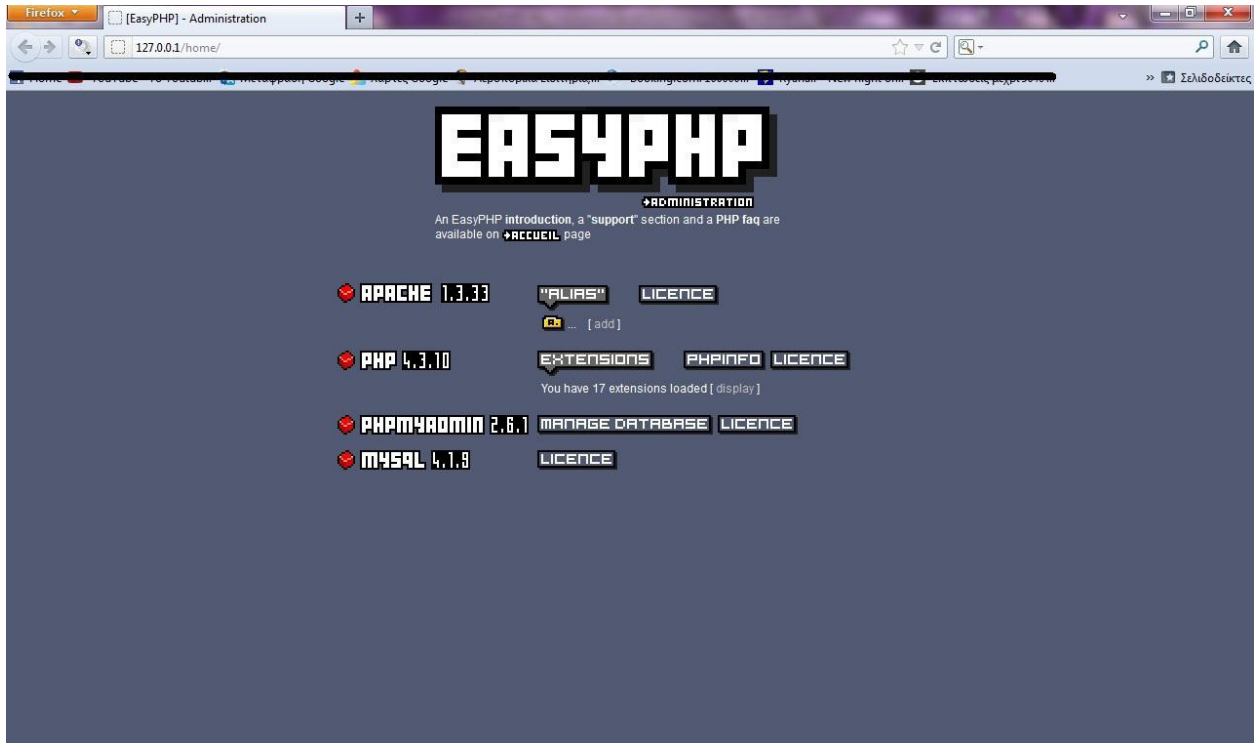 Firefox
[EasyPHP] - Administration
127.0.0.1/home/
Σελιδοδείκτες
EASYPHP
ADMINISTRATION
An EasyPHP introduction, a "support" section and a PHP faq are
available on ACCUEIL page
APACHE 1.3.33 "ALIAS" LICENCE
... [ add ]
PHP 4.3.10 EXTENSIONS PHPINFO LICENCE
You have 17 extensions loaded [ display ]
PHPMYADMIN 2.6.1 MANAGE DATABASE LICENCE
MYSQL 4.1.9 LICENCE